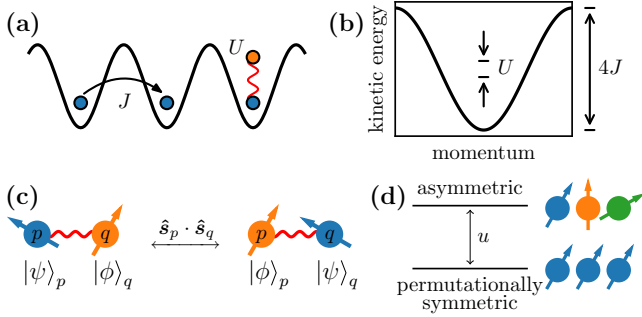 (a)
U
J
(b)
kinetic energy
U
4J
momentum
(c)
p q
ŝ_p · ŝ_q
p q
|ψ⟩_p |ϕ⟩_q
|ϕ⟩_p |ψ⟩_q
(d)
asymmetric
u
permutationally
symmetric